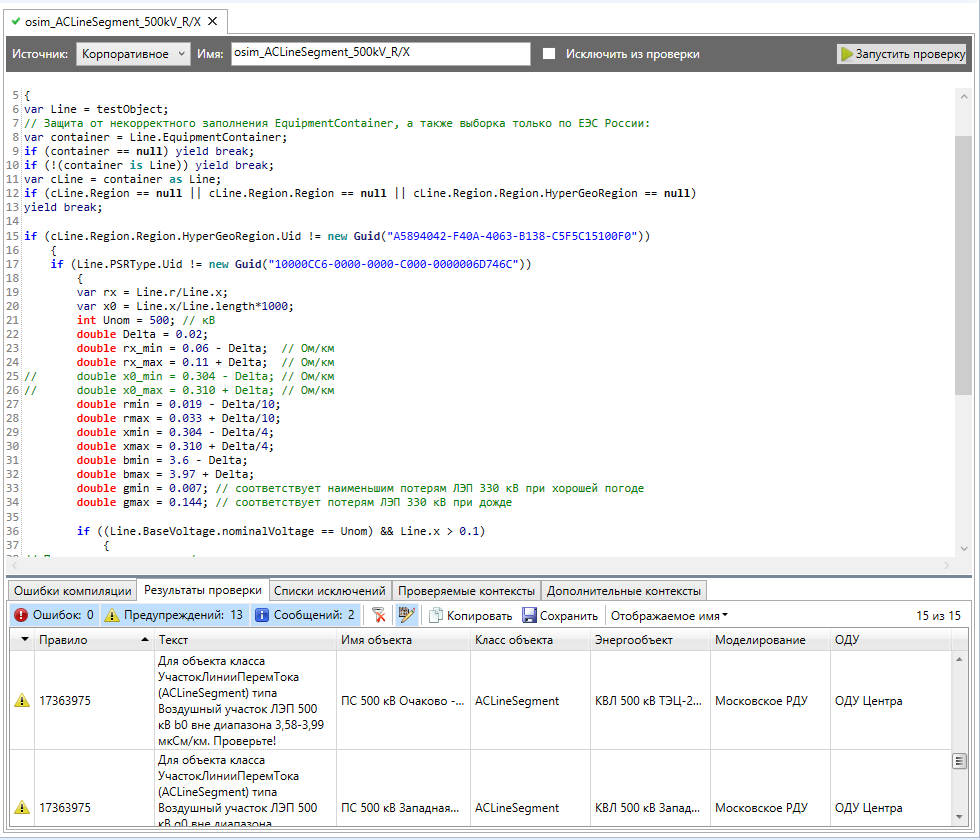 osim_ACLineSegment_500kV_R/X
Источник: Корпоративное Имя: osim_ACLineSegment_500kV_R/X Исключить из проверки Запустить проверку
5 {
6 var Line = testObject;
7 // Защита от некорректного заполнения EquipmentContainer, а также выборка только по ЕЭС России:
8 var container = Line.EquipmentContainer;
9 if (container == null) yield break;
10 if (!(container is Line)) yield break;
11 var cLine = container as Line;
12 if (cLine.Region == null || cLine.Region.Region == null || cLine.Region.Region.HyperGeoRegion == null)
13 yield break;
14
15 if (cLine.Region.Region.HyperGeoRegion.Uid != new Guid("A5894042-F40A-4063-B138-C5F5C15100F0"))
16 {
17 if (Line.PSRType.Uid != new Guid("10000CC6-0000-0000-C000-0000006D746C"))
18 {
19 var rx = Line.r/Line.x;
20 var x0 = Line.x/Line.length*1000;
21 int Unom = 500; // кВ
22 double Delta = 0.02;
23 double rx_min = 0.06 - Delta; // Ом/км
24 double rx_max = 0.11 + Delta; // Ом/км
25 // double x0_min = 0.304 - Delta; // Ом/км
26 // double x0_max = 0.310 + Delta; // Ом/км
27 double rmin = 0.019 - Delta/10;
28 double rmax = 0.033 + Delta/10;
29 double xmin = 0.304 - Delta/4;
30 double xmax = 0.310 + Delta/4;
31 double bmin = 3.6 - Delta;
32 double bmax = 3.97 + Delta;
33 double gmin = 0.007; // соответствует наименьшим потерям ЛЭП 330 кВ при хорошей погоде
34 double gmax = 0.144; // соответствует потерям ЛЭП 330 кВ при дожде
35
36 if ((Line.BaseVoltage.nominalVoltage == Unom) && Line.x > 0.1)
37 {
Ошибки компиляции Результаты проверки Списки исключений Проверяемые контексты Дополнительные контексты
Ошибок: 0 Предупреждений: 13 Сообщений: 2 Копировать Сохранить Отображаемое имя 15 из 15
Правило Текст Имя объекта Класс объекта Энергообъект Моделирование ОДУ
Для объекта класса
УчастокЛинииПеремТока
(ACLineSegment) типа
17363975 Воздушный участок ЛЭП 500 ПС 500 кВ Очаково -... ACLineSegment КВЛ 500 кВ ТЭЦ-2... Московское РДУ ОДУ Центра
кВ b0 вне диапазона 3,58-3,99
мкСм/км. Проверьте!
Для объекта класса
УчастокЛинииПеремТока
(ACLineSegment) типа
17363975 Воздушный участок ЛЭП 500 ПС 500 кВ Западная... ACLineSegment КВЛ 500 кВ Запад... Московское РДУ ОДУ Центра
кВ g0 вне диапазона